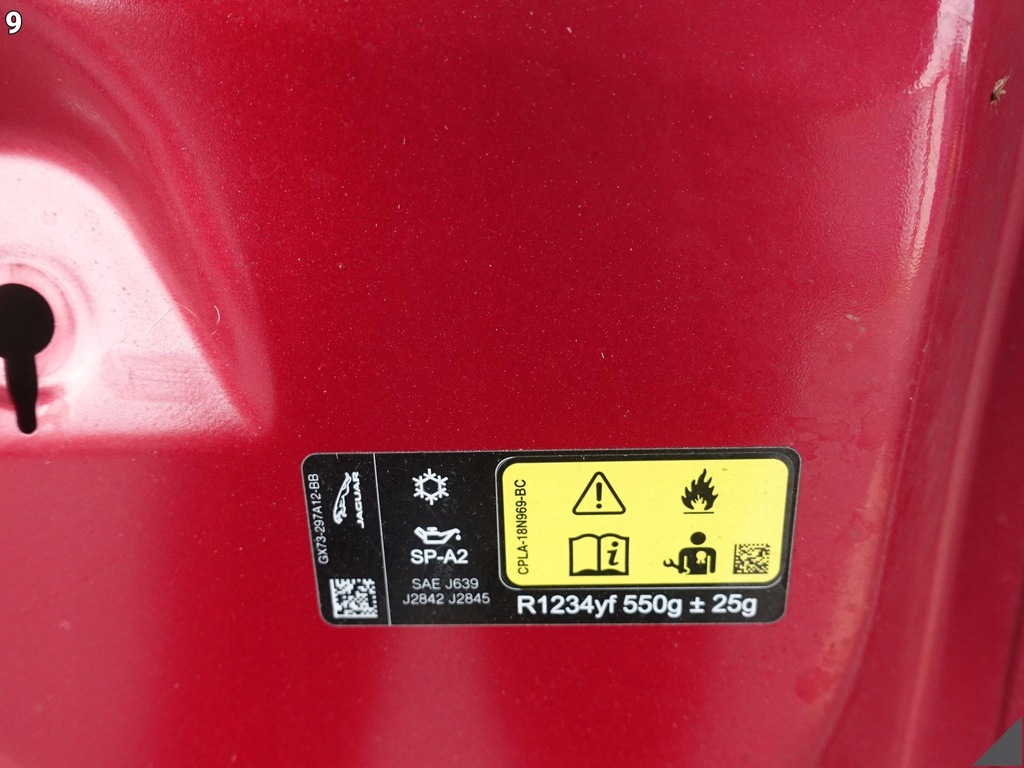 9
GX73-297A12-BB
JAGUAR
SP-A2
SAE J639
J2842 J2845
CPLA-18N969-BC
R1234yf 550g ± 25g